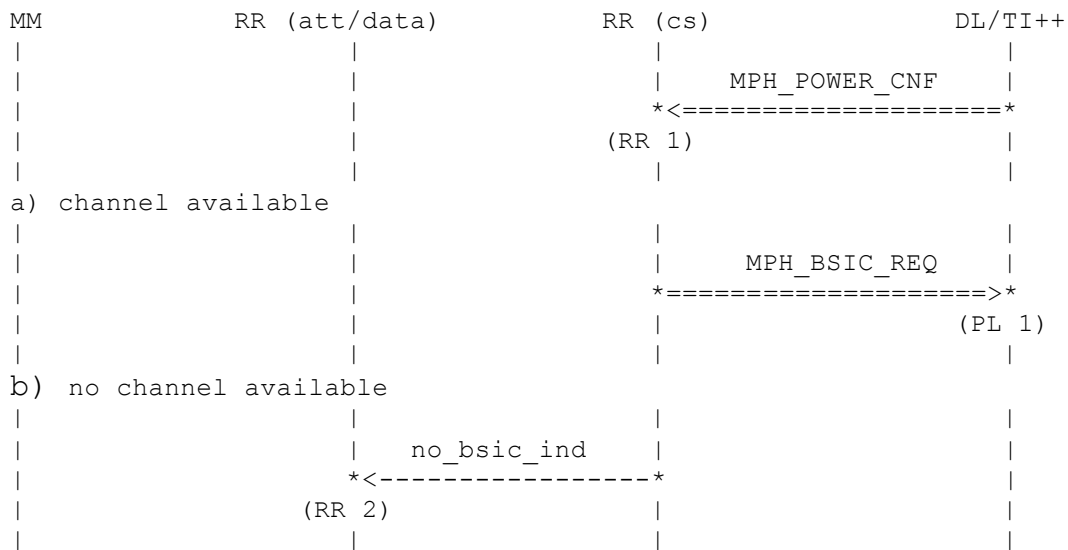 MM RR (att/data) RR (cs) DL/TI++
MPH_POWER_CNF
*<====================*
(RR 1)
a) channel available
MPH_BSIC_REQ
*====================>*
(PL 1)
b) no channel available
no_bsic_ind
*<-----------------*
(RR 2)